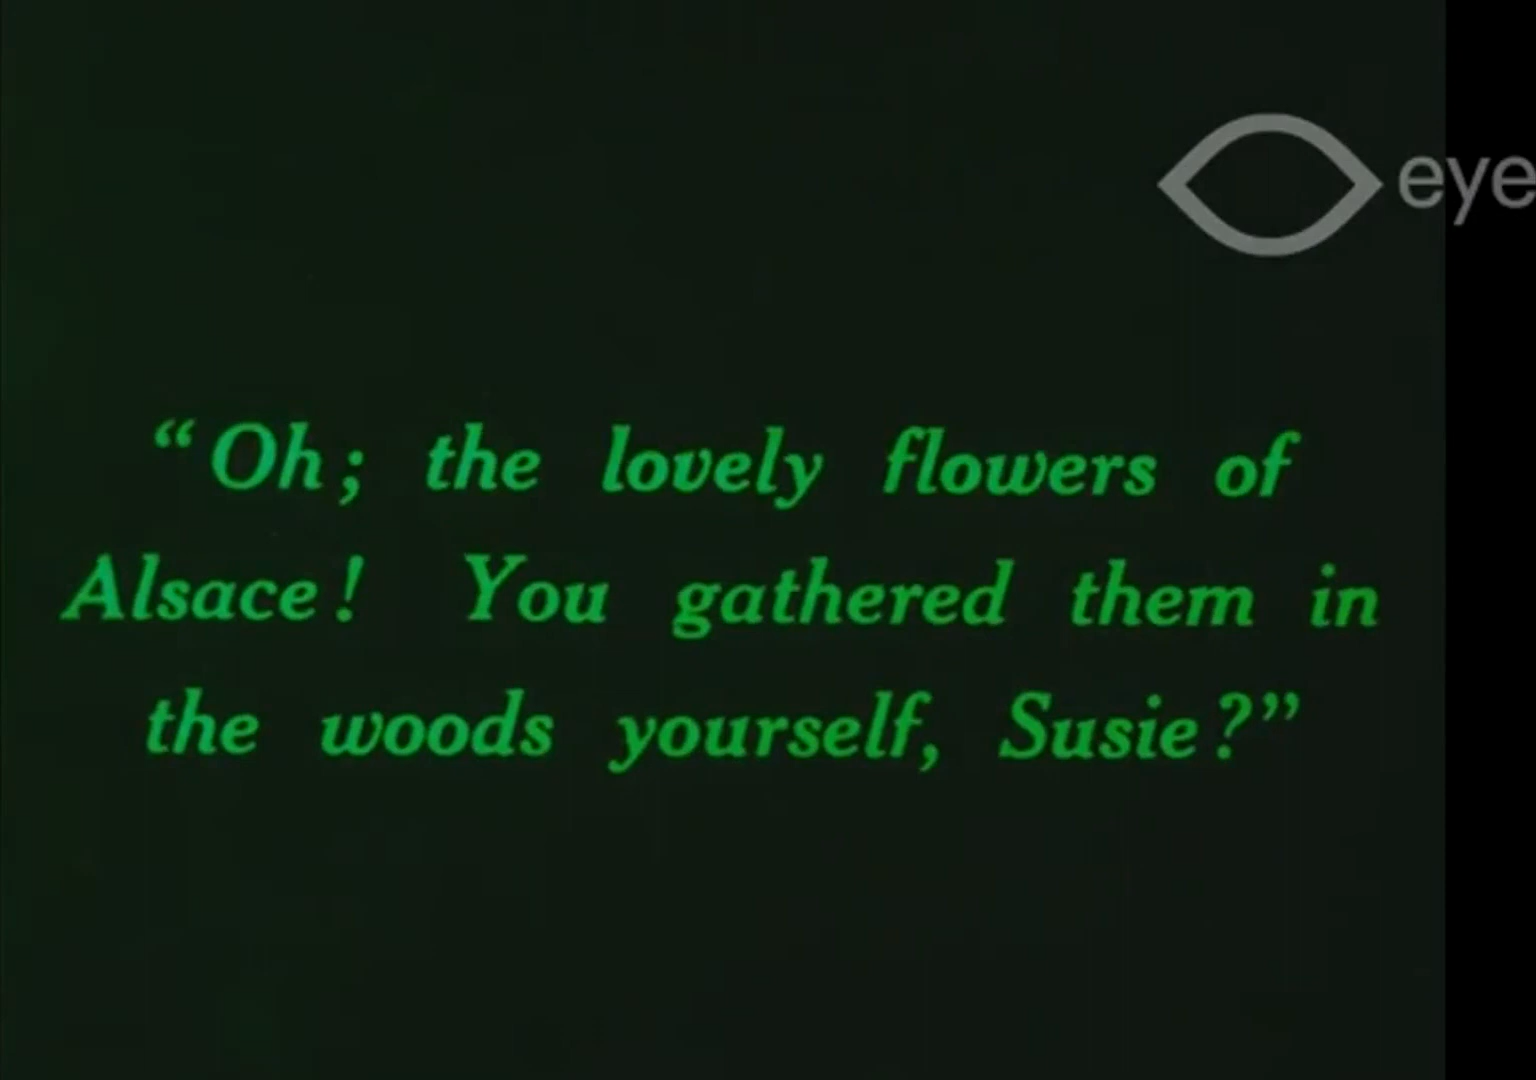 eye
“Oh; the lovely flowers of
Alsace! You gathered them in
the woods yourself, Susie?”